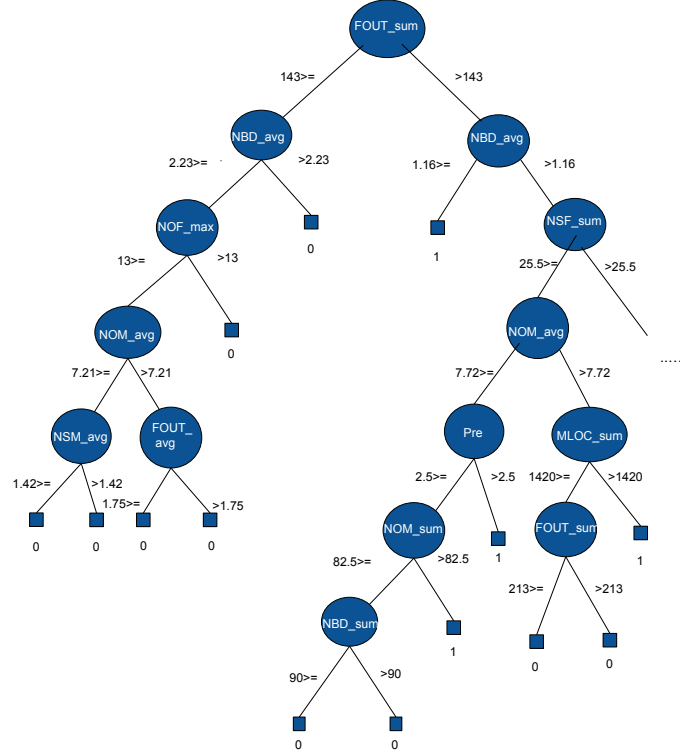 FOUT_sum
143>=
>143
NBD_avg
NBD_avg
2.23>=
>2.23
1.16>=
>1.16
NOF_max
0
1
NSF_sum
13>=
>13
25.5>=
>25.5
NOM_avg
0
NOM_avg
.....
7.21>=
>7.21
7.72>=
>7.72
NSM_avg
FOUT_
avg
Pre
MLOC_sum
1.42>=
>1.42
1.75>=
>1.75
2.5>=
>2.5
1420>=
>1420
0
0
0
0
NOM_sum
1
FOUT_sum
1
82.5>=
>82.5
213>=
>213
NBD_sum
1
0
0
90>=
>90
0
0